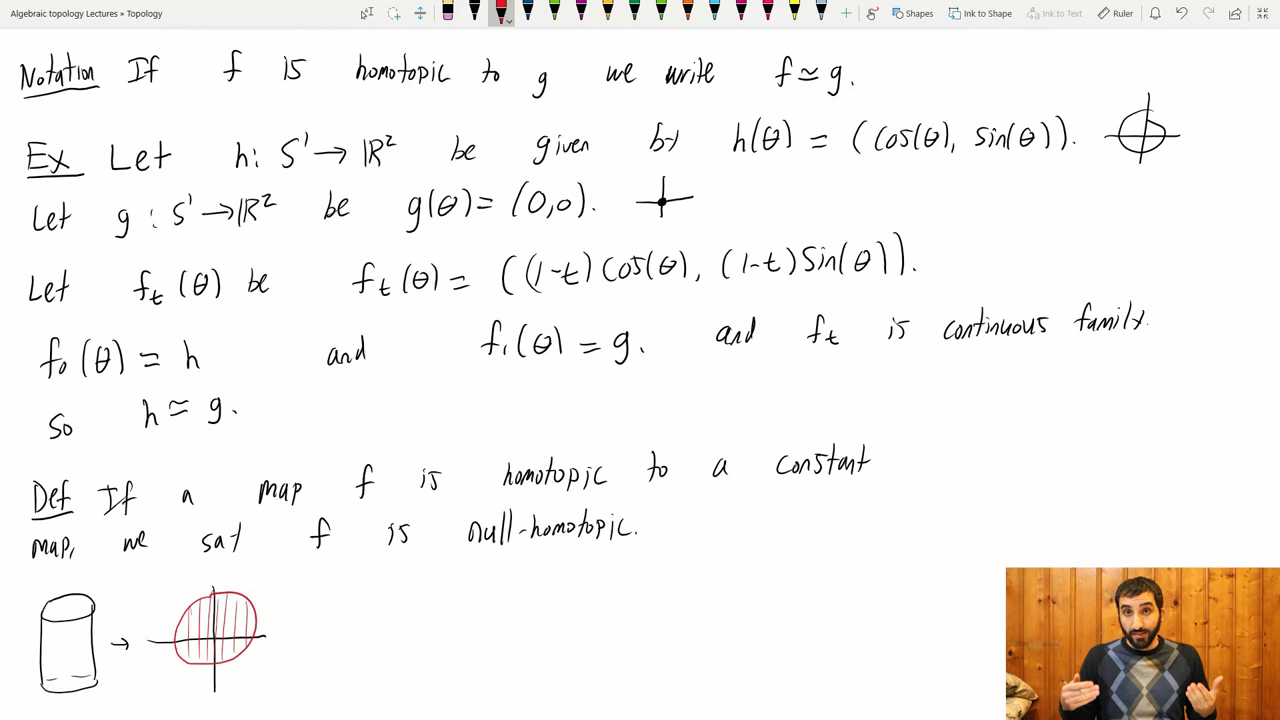 Algebraic topology Lectures » Topology
Shapes Ink to Shape Ink to Text Ruler
Notation If f is homotopic to g we write f ≃ g.
Ex Let h: S¹ → ℝ² be given by h(θ) = (cos(θ), sin(θ)).
Let g : S¹ → ℝ² be g(θ) = (0,0).
Let fₜ(θ) be fₜ(θ) = ((1-t)Cos(θ), (1-t)Sin(θ)).
f₀(θ) = h and f₁(θ) = g. and fₜ is continuous family.
So h ≃ g.
Def If a map f is homotopic to a constant
map, we say f is null-homotopic.